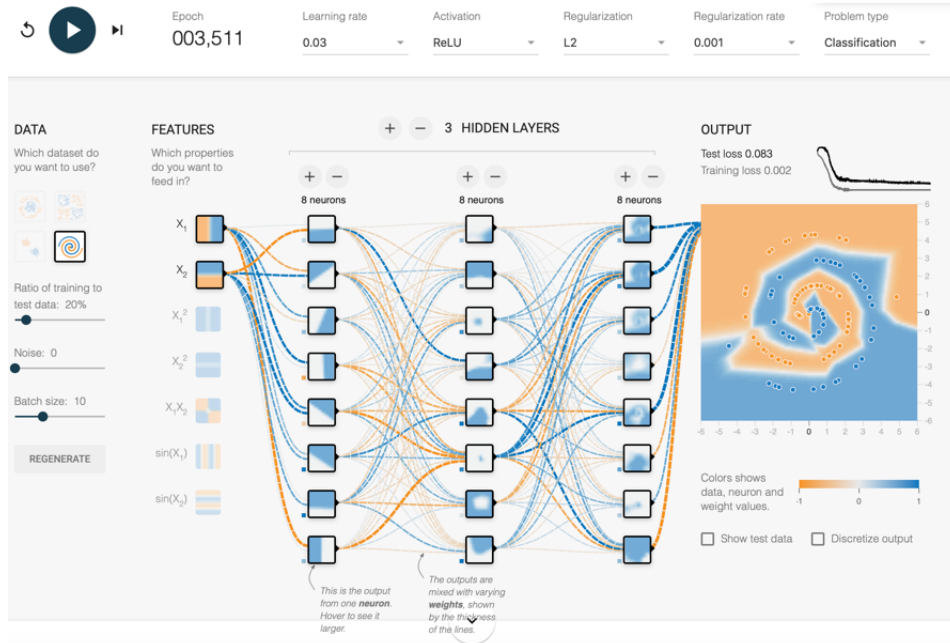 Epoch
003,511
Learning rate
0.03
Activation
ReLU
Regularization
L2
Regularization rate
0.001
Problem type
Classification
DATA
Which dataset do
you want to use?
Ratio of training to
test data: 20%
Noise: 0
Batch size: 10
REGENERATE
FEATURES
Which properties
do you want to
feed in?
X₁
X₂
X₁²
X₂²
X₁X₂
sin(X₁)
sin(X₂)
+ − 3 HIDDEN LAYERS
+ −
8 neurons
+ −
8 neurons
+ −
8 neurons
This is the output
from one neuron.
Hover to see it
larger.
The outputs are
mixed with varying
weights, shown
by the thickness
of the lines.
OUTPUT
Test loss 0.083
Training loss 0.002
6
5
4
3
2
1
0
-1
-2
-3
-4
-5
-6
-6 -5 -4 -3 -2 -1 0 1 2 3 4 5 6
Colors shows
data, neuron and
weight values.
-1 0 1
Show test data
Discretize output